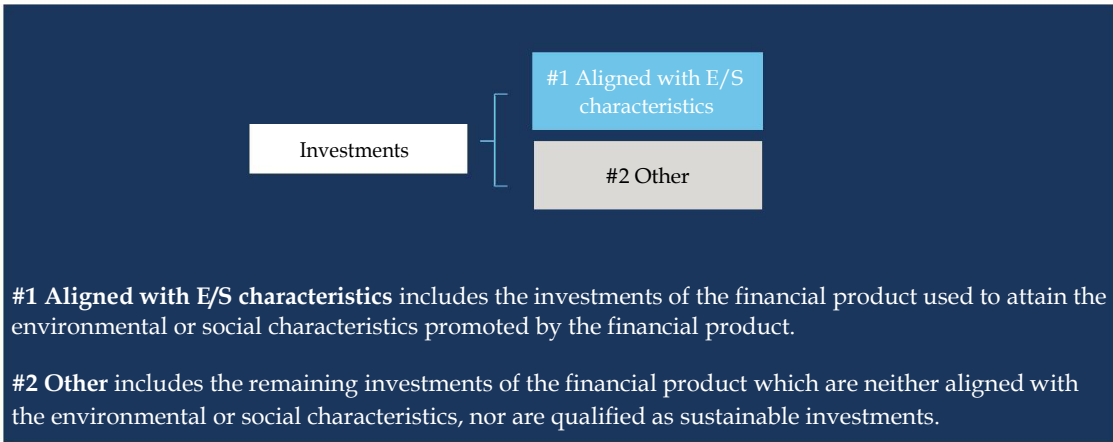 #1 Aligned with E/S
characteristics
Investments
#2 Other
#1 Aligned with E/S characteristics includes the investments of the financial product used to attain the
environmental or social characteristics promoted by the financial product.
#2 Other includes the remaining investments of the financial product which are neither aligned with
the environmental or social characteristics, nor are qualified as sustainable investments.